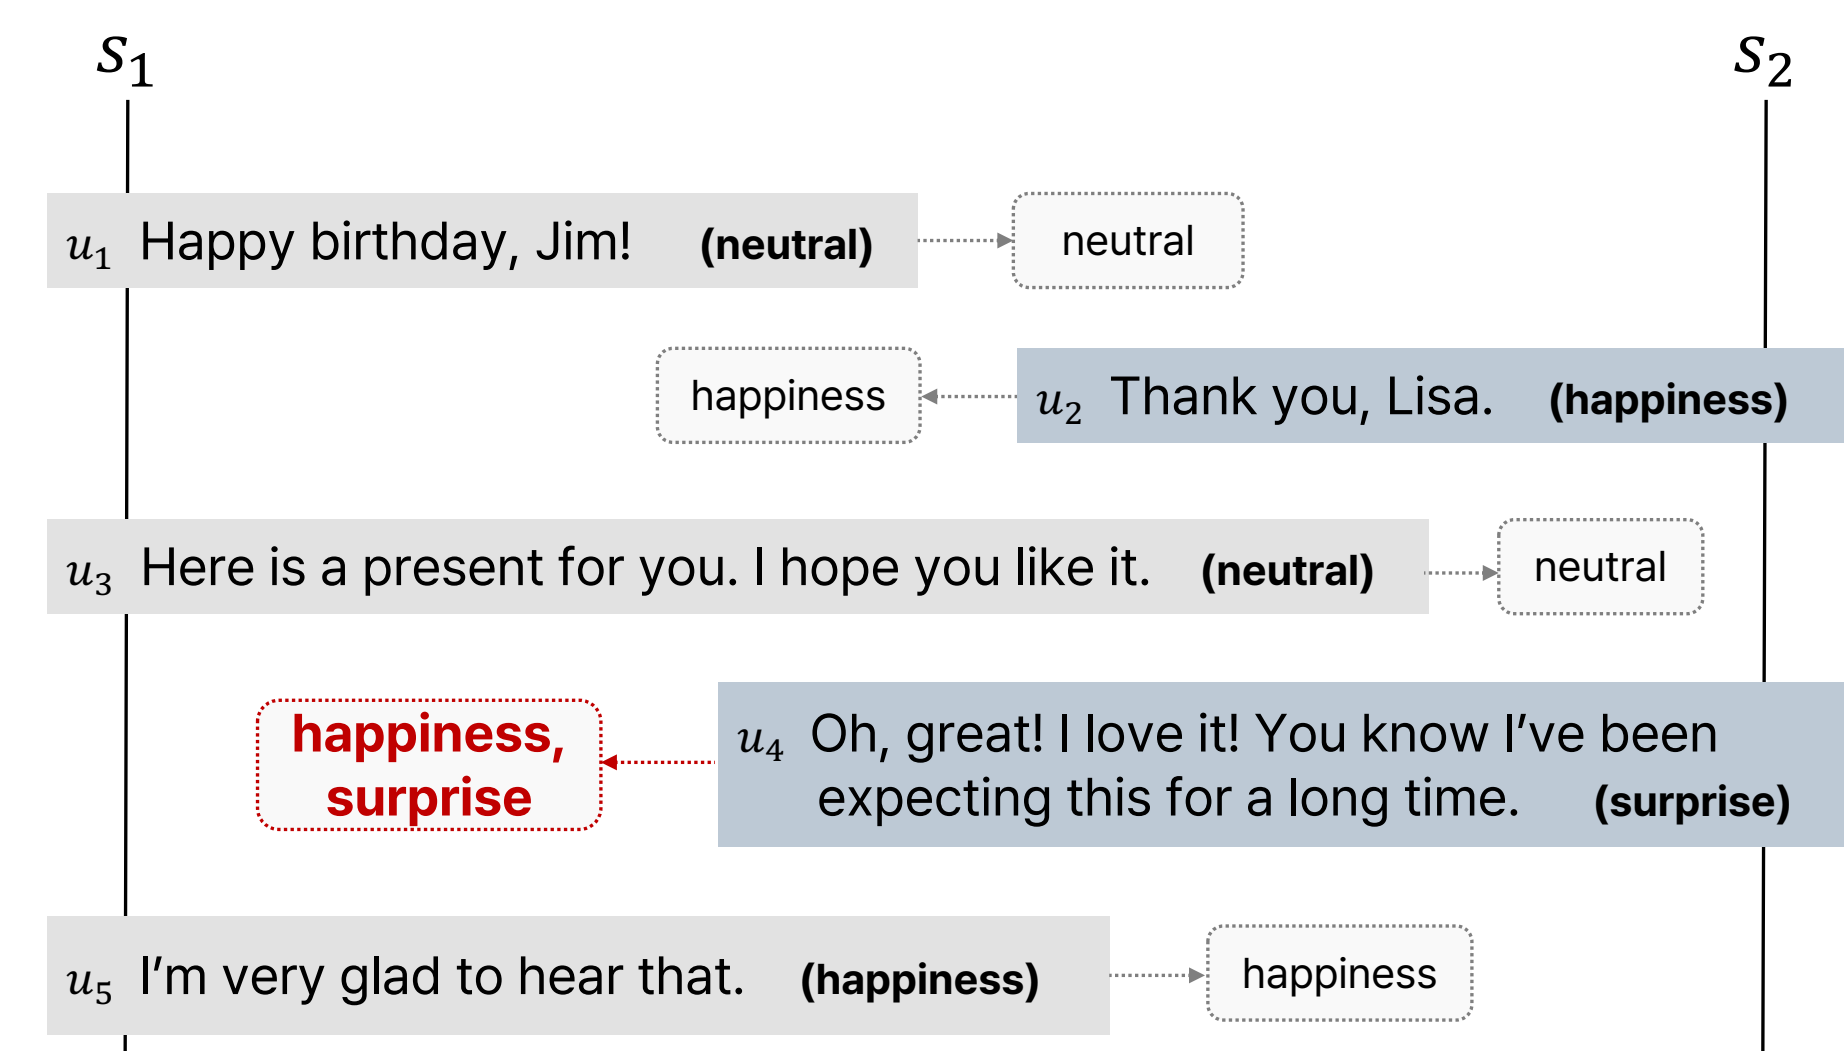 s₁ s₂
u₁ Happy birthday, Jim! (neutral) neutral
happiness u₂ Thank you, Lisa. (happiness)
u₃ Here is a present for you. I hope you like it. (neutral) neutral
happiness,
surprise
u₄ Oh, great! I love it! You know I’ve been
expecting this for a long time. (surprise)
u₅ I’m very glad to hear that. (happiness) happiness